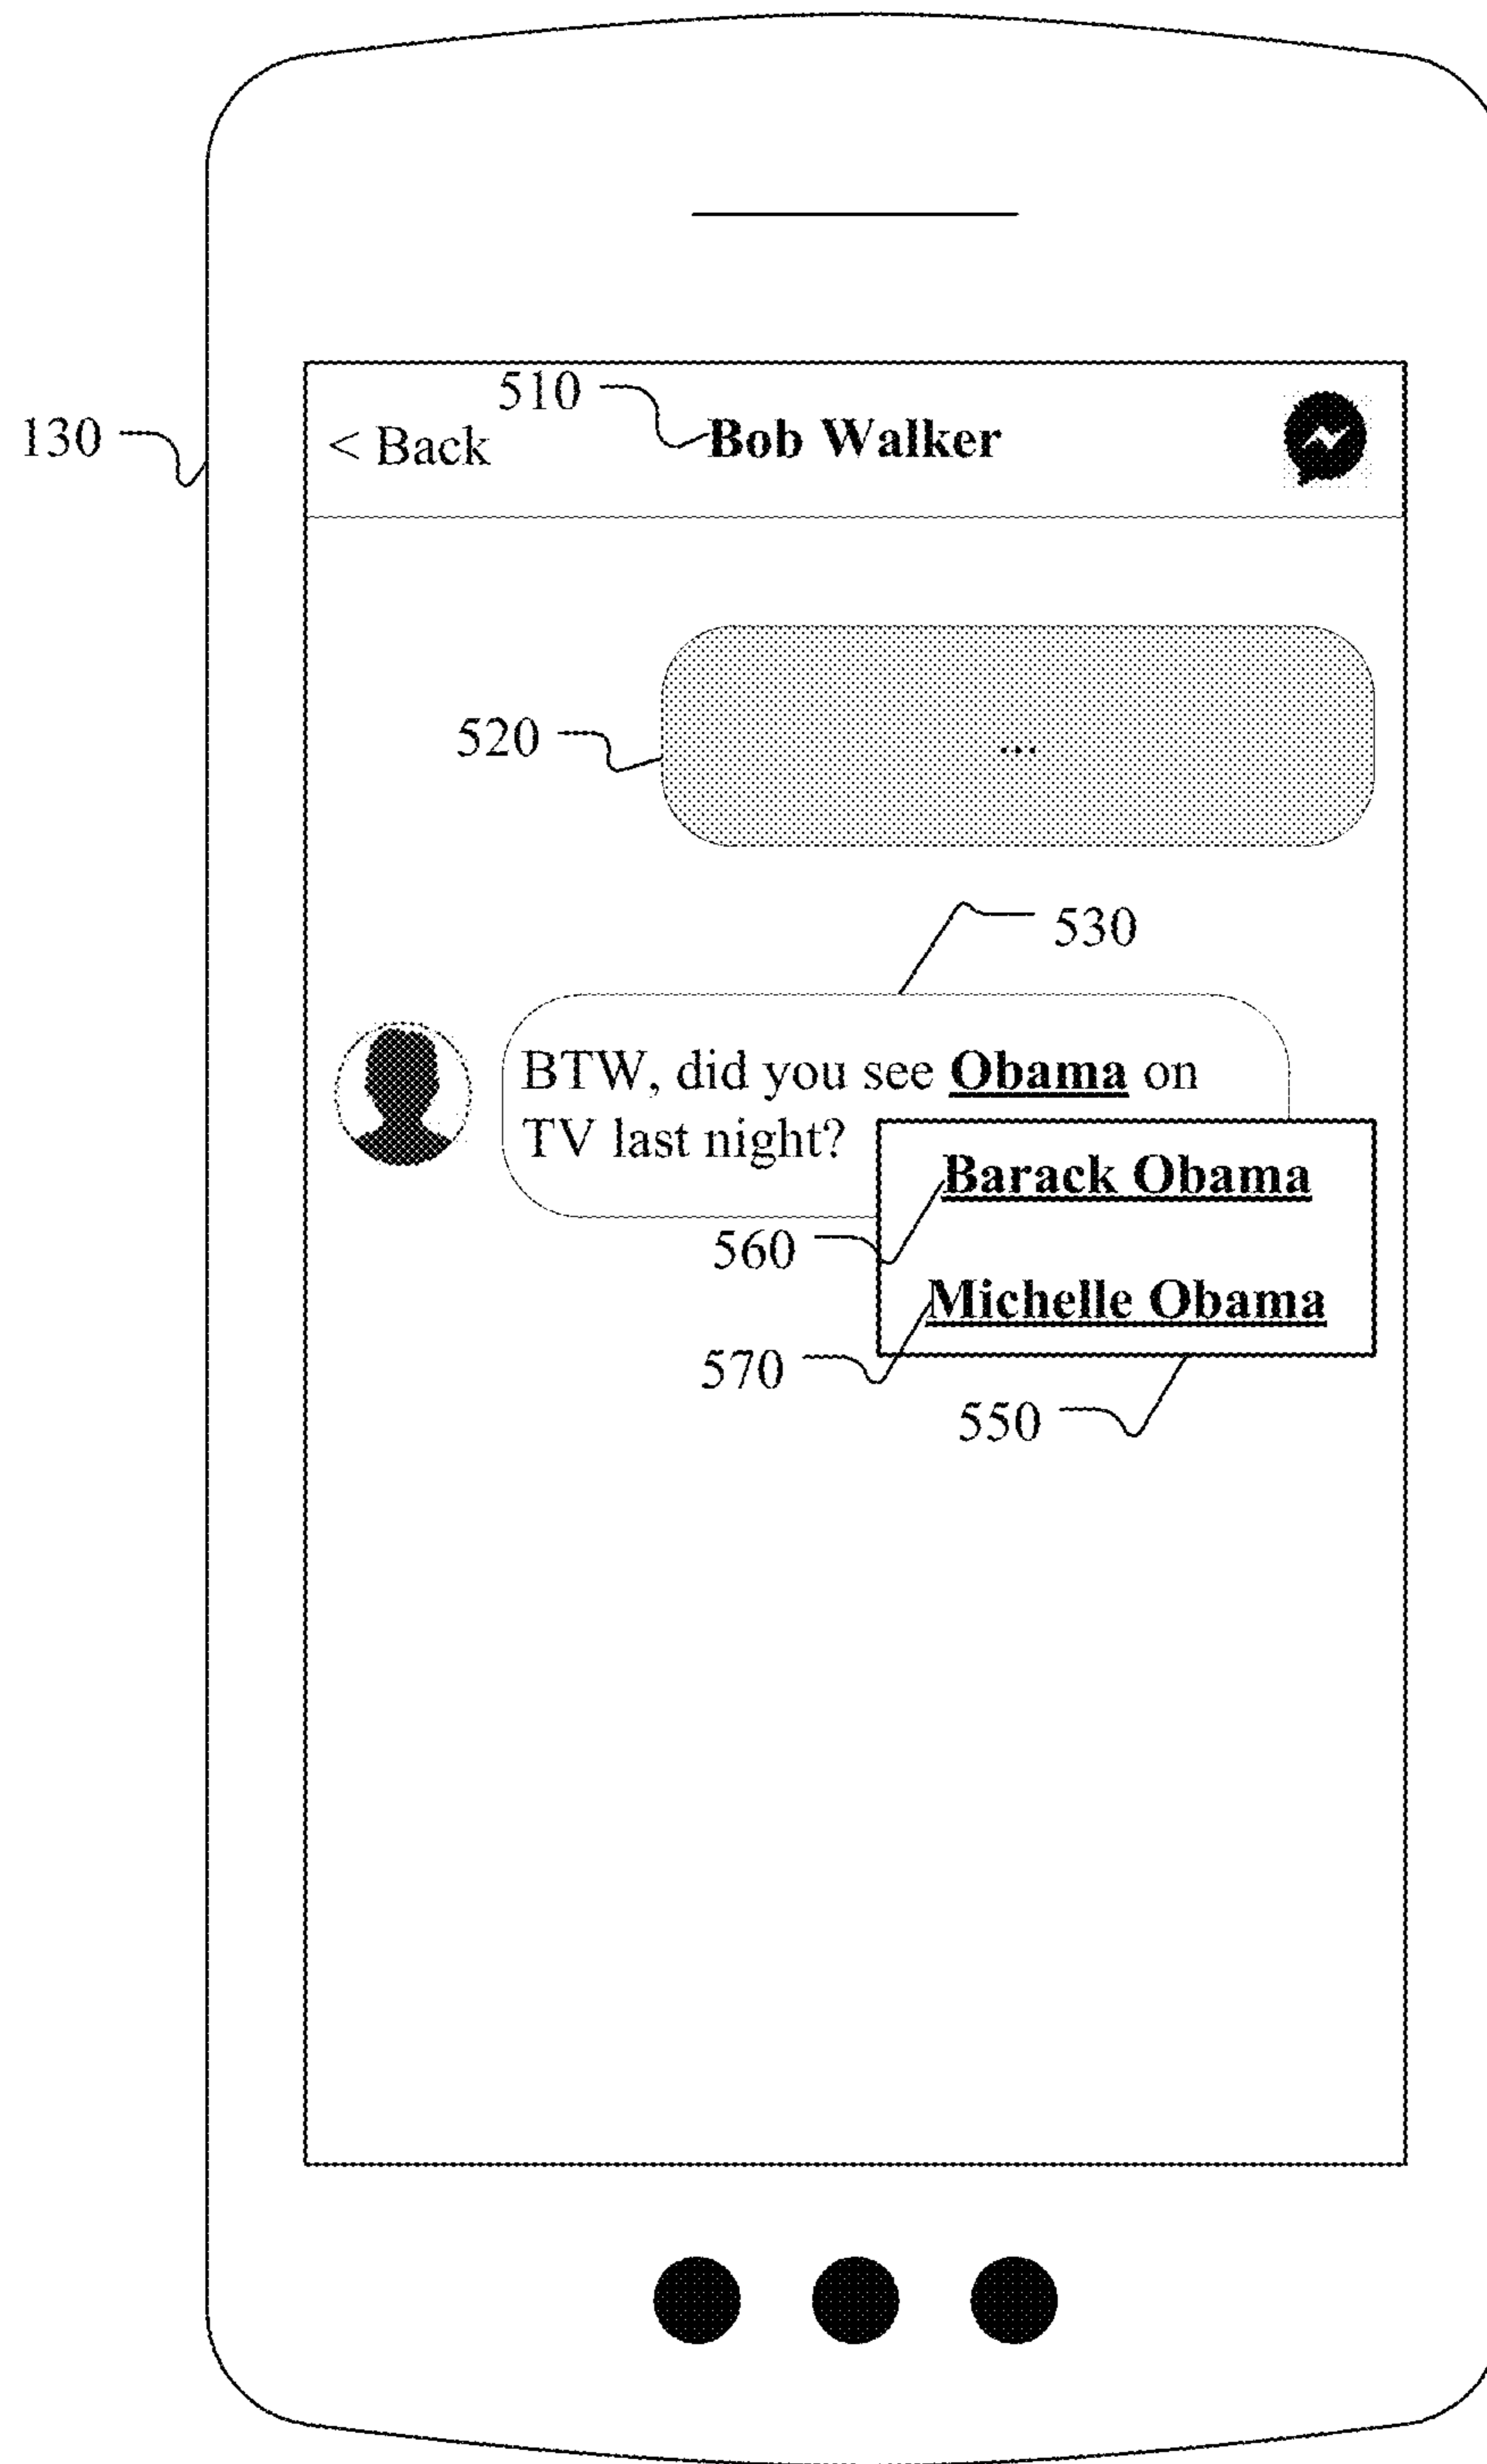 510
130
< Back
Bob Walker
520
...
530
BTW, did you see Obama on
TV last night?
Barack Obama
560
Michelle Obama
570
550